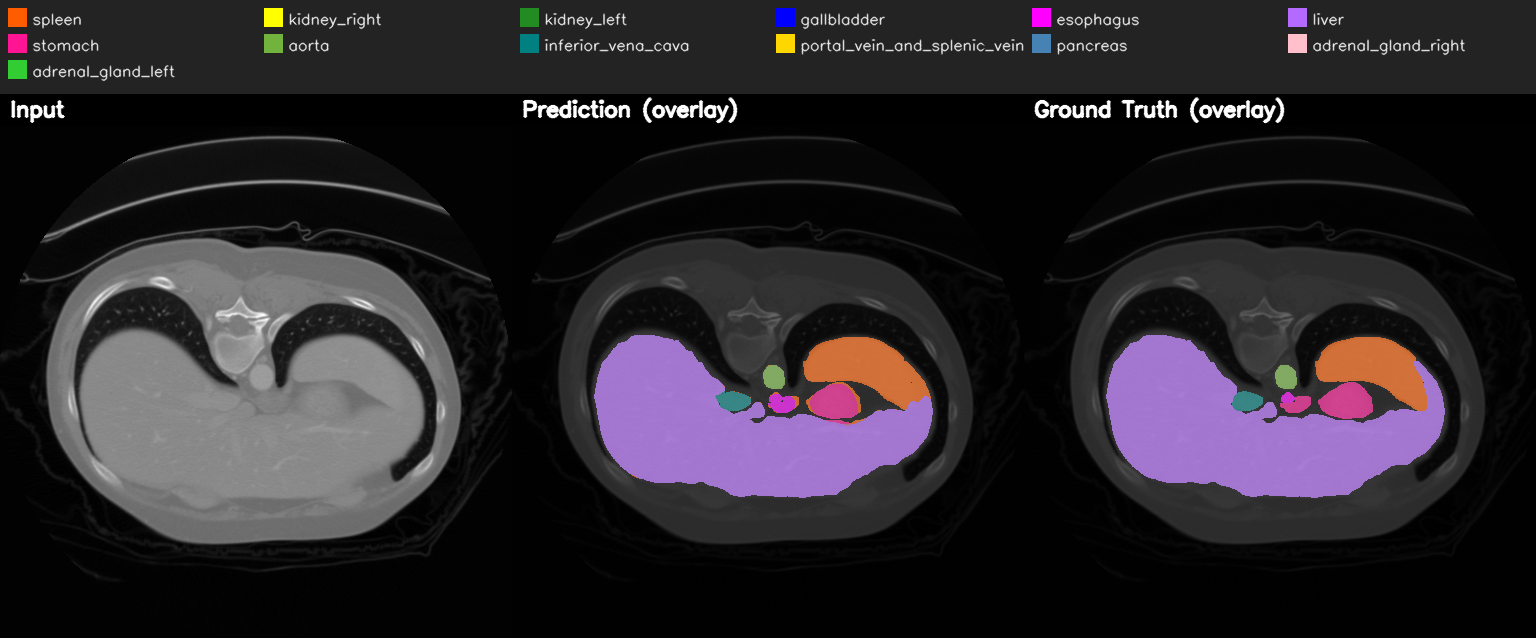 spleen kidney_right kidney_left gallbladder esophagus liver
stomach aorta inferior_vena_cava portal_vein_and_splenic_vein pancreas adrenal_gland_right
adrenal_gland_left
Input Prediction (overlay) Ground Truth (overlay)